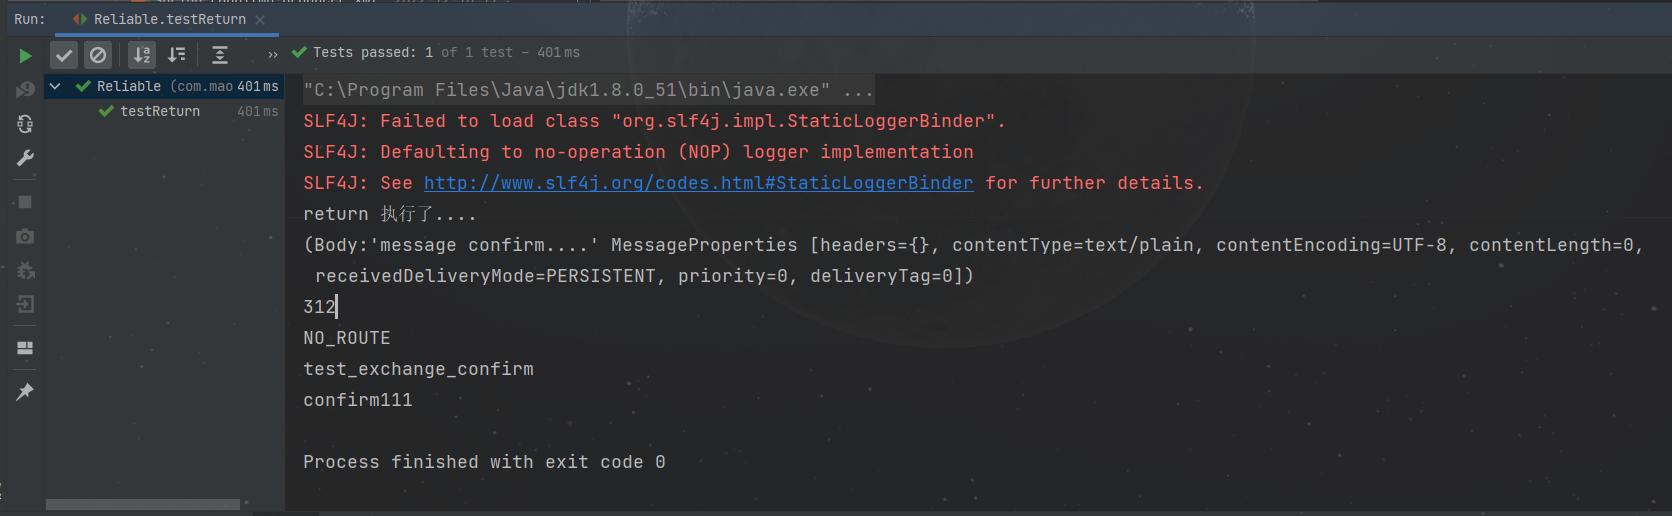 Run:
Reliable.testReturn
Tests passed: 1 of 1 test – 401 ms
Reliable (com.mao 401 ms
testReturn 401 ms
"C:\Program Files\Java\jdk1.8.0_51\bin\java.exe" ...
SLF4J: Failed to load class "org.slf4j.impl.StaticLoggerBinder".
SLF4J: Defaulting to no-operation (NOP) logger implementation
SLF4J: See http://www.slf4j.org/codes.html#StaticLoggerBinder for further details.
return 执行了....
(Body:'message confirm....' MessageProperties [headers={}, contentType=text/plain, contentEncoding=UTF-8, contentLength=0,
receivedDeliveryMode=PERSISTENT, priority=0, deliveryTag=0])
312
NO_ROUTE
test_exchange_confirm
confirm111
Process finished with exit code 0